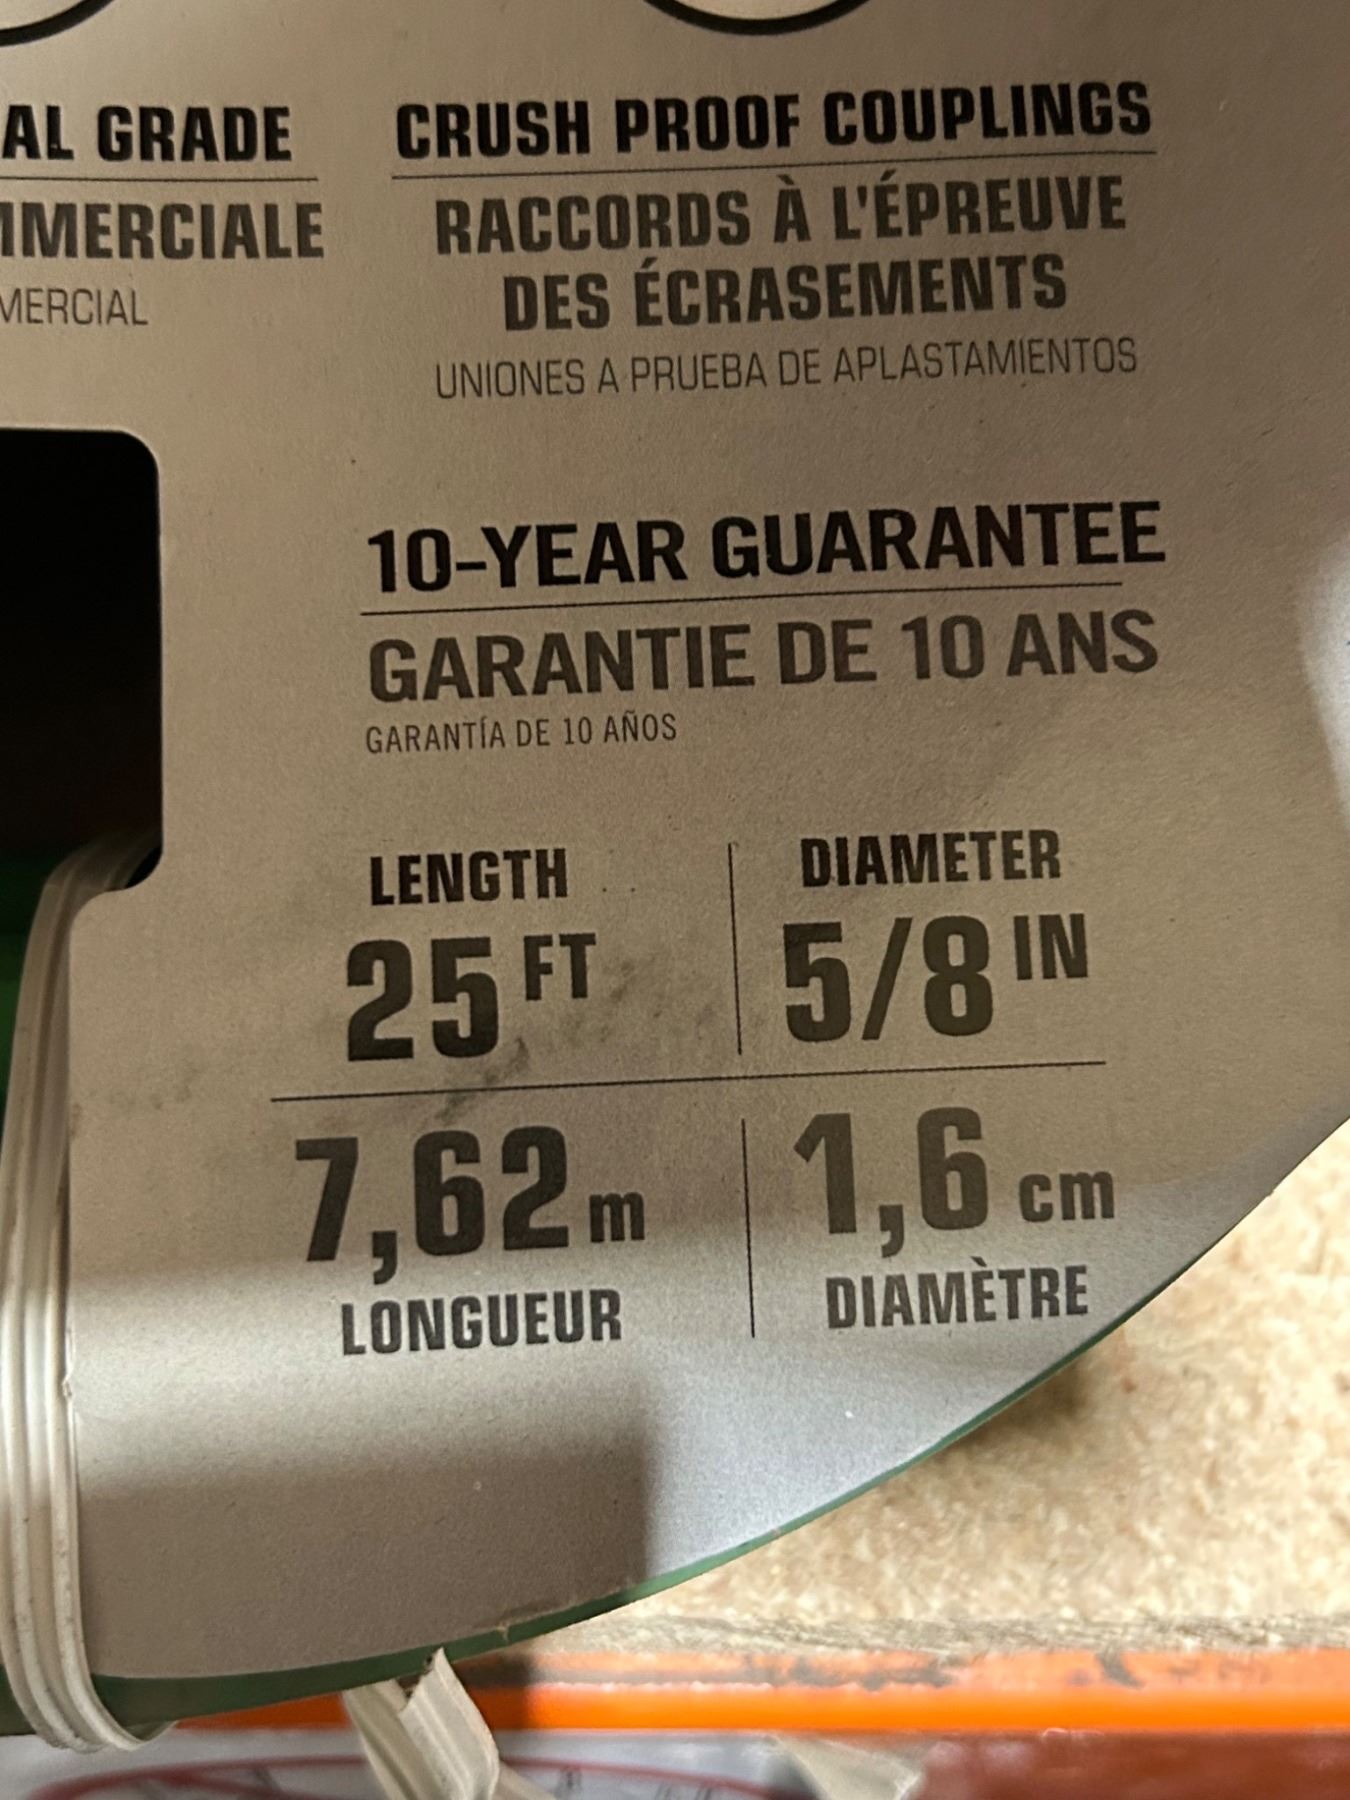 AL GRADE
MMERCIALE
MERCIAL
CRUSH PROOF COUPLINGS
RACCORDS À L'ÉPREUVE
DES ÉCRASEMENTS
UNIONES A PRUEBA DE APLASTAMIENTOS
10-YEAR GUARANTEE
GARANTIE DE 10 ANS
GARANTÍA DE 10 AÑOS
LENGTH
25 FT
DIAMETER
5/8 IN
7,62 m
LONGUEUR
1,6 cm
DIAMÈTRE